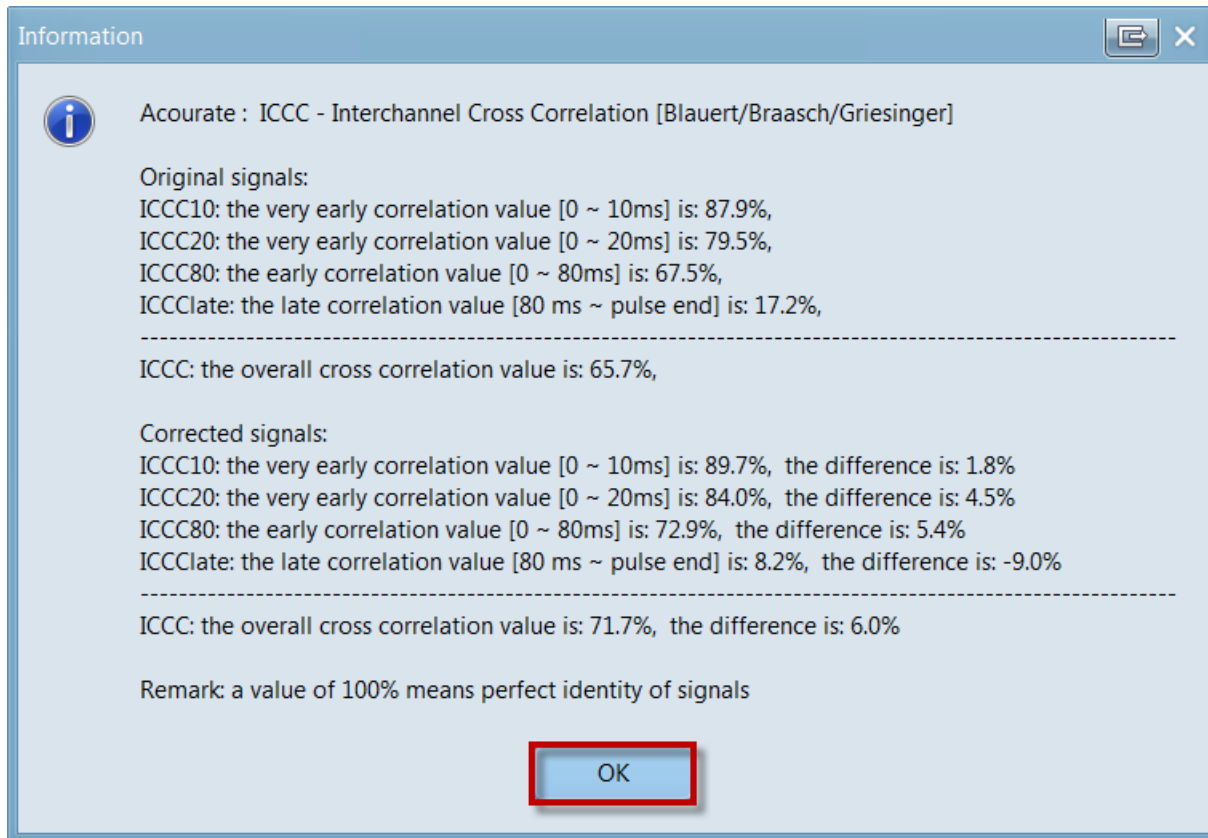 Information
Acourate :  ICCC - Interchannel Cross Correlation [Blauert/Braasch/Griesinger]
Original signals:
ICCC10: the very early correlation value [0 ~ 10ms] is: 87.9%,
ICCC20: the very early correlation value [0 ~ 20ms] is: 79.5%,
ICCC80: the early correlation value [0 ~ 80ms] is: 67.5%,
ICCClate: the late correlation value [80 ms ~ pulse end] is: 17.2%,
------------------------------------------------------------------------------------------------------------
ICCC: the overall cross correlation value is: 65.7%,
Corrected signals:
ICCC10: the very early correlation value [0 ~ 10ms] is: 89.7%,  the difference is: 1.8%
ICCC20: the very early correlation value [0 ~ 20ms] is: 84.0%,  the difference is: 4.5%
ICCC80: the early correlation value [0 ~ 80ms] is: 72.9%,  the difference is: 5.4%
ICCClate: the late correlation value [80 ms ~ pulse end] is: 8.2%,  the difference is: -9.0%
------------------------------------------------------------------------------------------------------------
ICCC: the overall cross correlation value is: 71.7%,  the difference is: 6.0%
Remark: a value of 100% means perfect identity of signals
OK